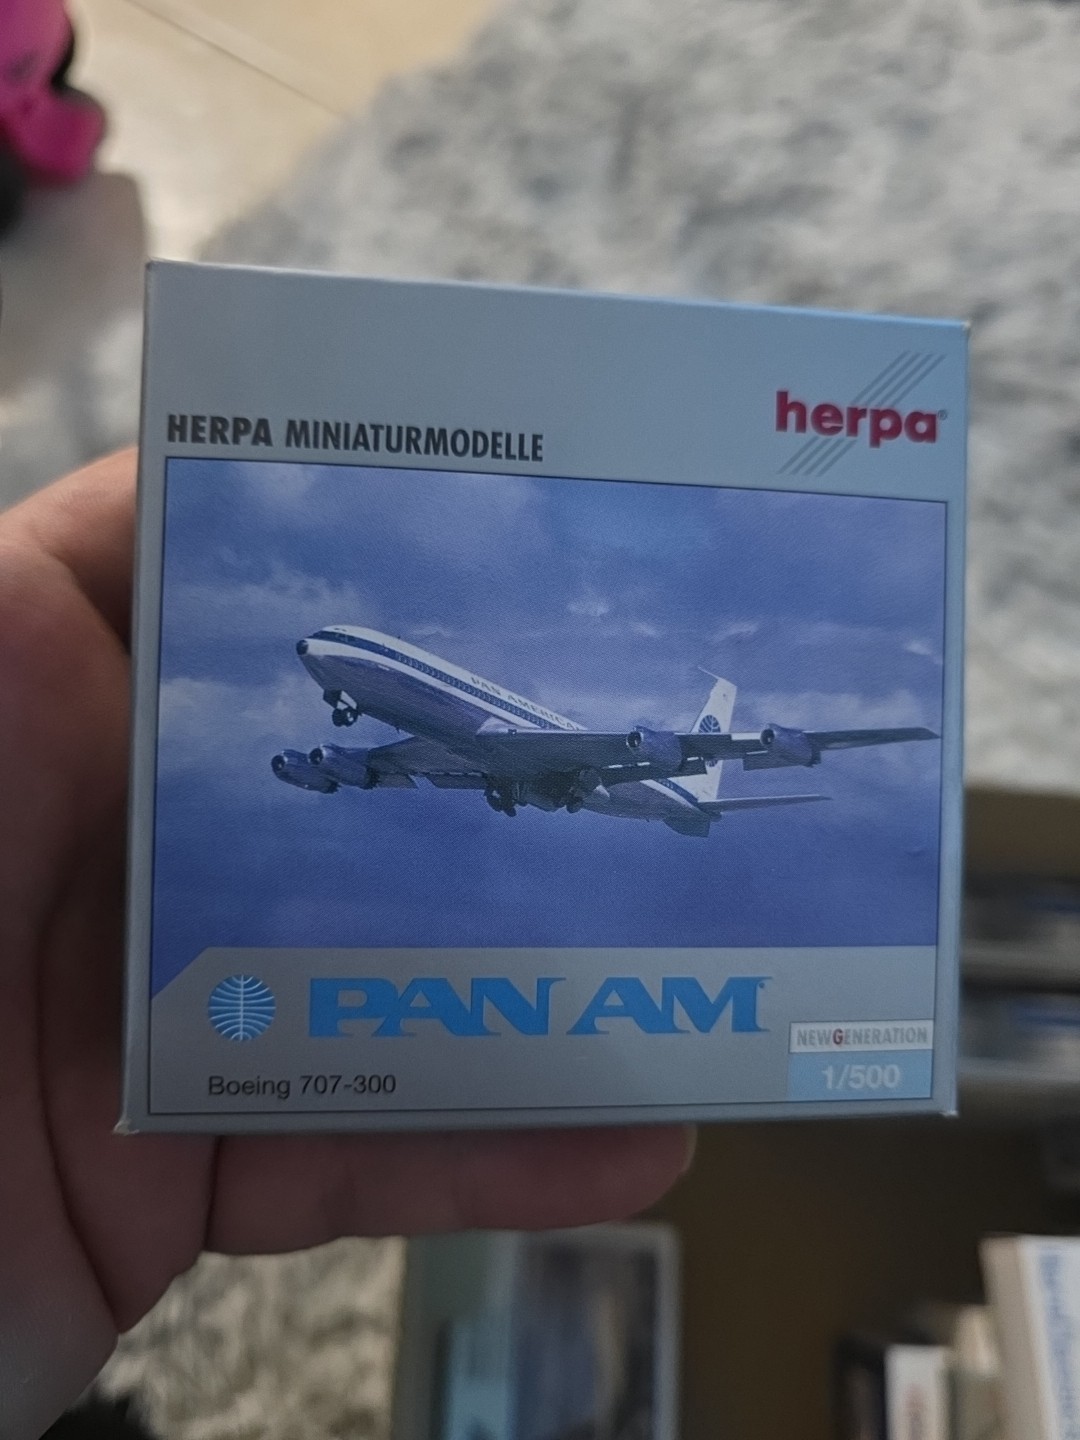 herpa®
HERPA MINIATURMODELLE
PAN AMERICAN
PAN AM
NEWGENERATION
Boeing 707-300
1/500